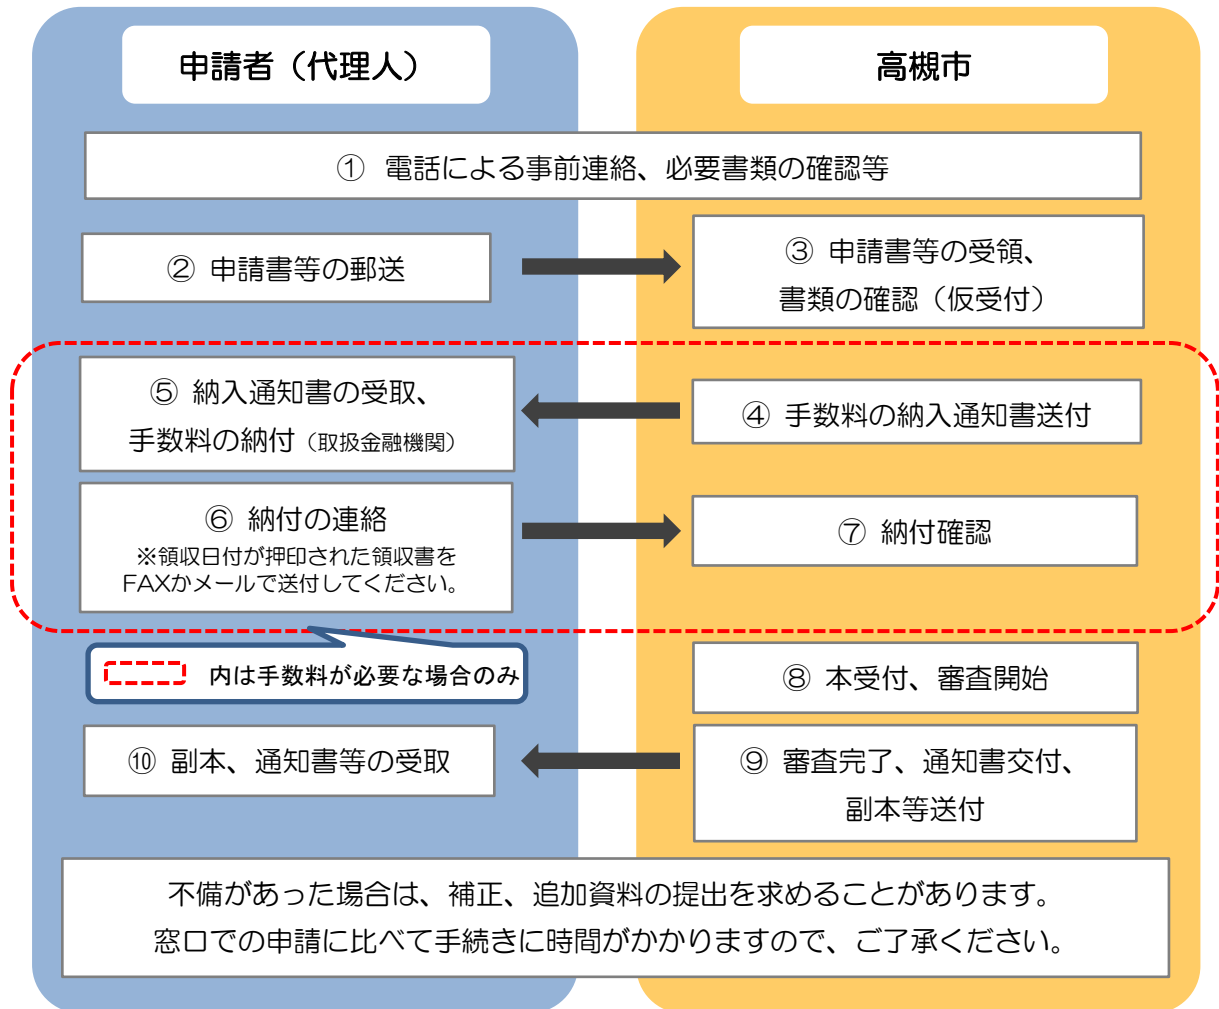 申請者（代理人）
高槻市
① 電話による事前連絡、必要書類の確認等
② 申請書等の郵送
③ 申請書等の受領、
書類の確認（仮受付）
④ 手数料の納入通知書送付
⑤ 納入通知書の受取、
手数料の納付（取扱金融機関）
⑥ 納付の連絡
※領収日付が押印された領収書を
FAXかメールで送付してください。
⑦ 納付確認
内は手数料が必要な場合のみ
⑧ 本受付、審査開始
⑨ 審査完了、通知書交付、
副本等送付
⑩ 副本、通知書等の受取
不備があった場合は、補正、追加資料の提出を求めることがあります。
窓口での申請に比べて手続きに時間がかかりますので、ご了承ください。